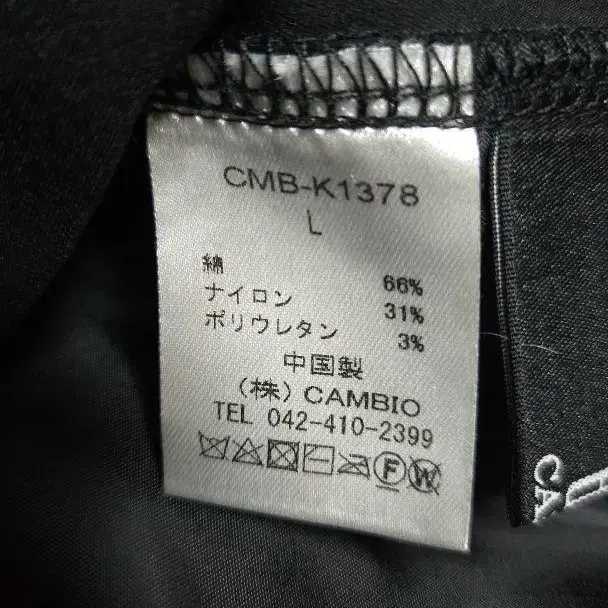 CMB-K1378
L
綿 66%
ナイロン 31%
ポリウレタン 3%
中国製
(株) CAMBIO
TEL 042-410-2399
F W
CA